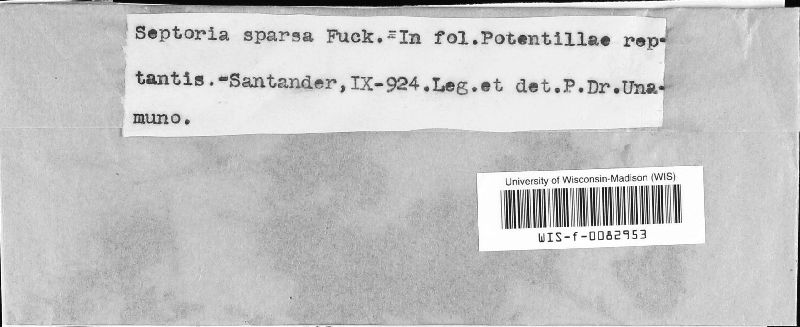 Septoria sparsa Fuck.=In fol.Potentillae rep-
tantis.-Santander,IX-924.Leg.et det.P.Dr.Una-
muno.
University of Wisconsin-Madison (WIS)
WIS-f-0082953